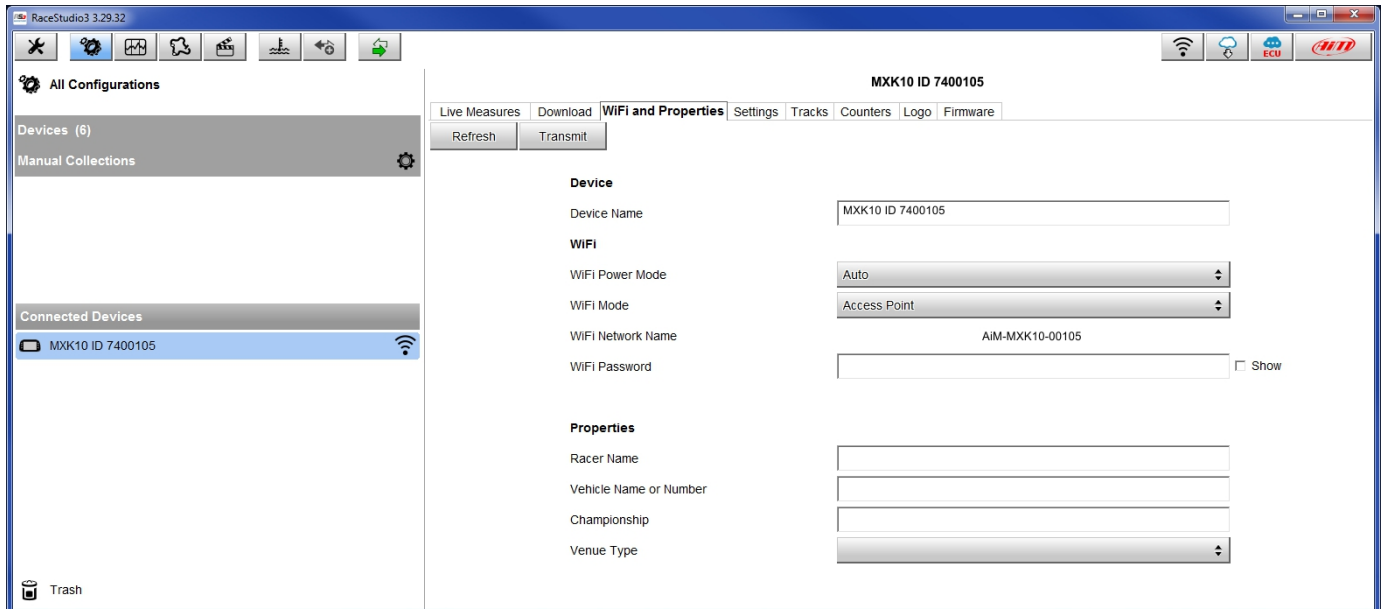 RaceStudio3 3.29.32
ECU
AiM
All Configurations
Devices (6)
Manual Collections
Connected Devices
MXK10 ID 7400105
Trash
MXK10 ID 7400105
Live Measures Download WiFi and Properties Settings Tracks Counters Logo Firmware
Refresh Transmit
Device
Device Name MXK10 ID 7400105
WiFi
WiFi Power Mode Auto
WiFi Mode Access Point
WiFi Network Name AiM-MXK10-00105
WiFi Password Show
Properties
Racer Name
Vehicle Name or Number
Championship
Venue Type